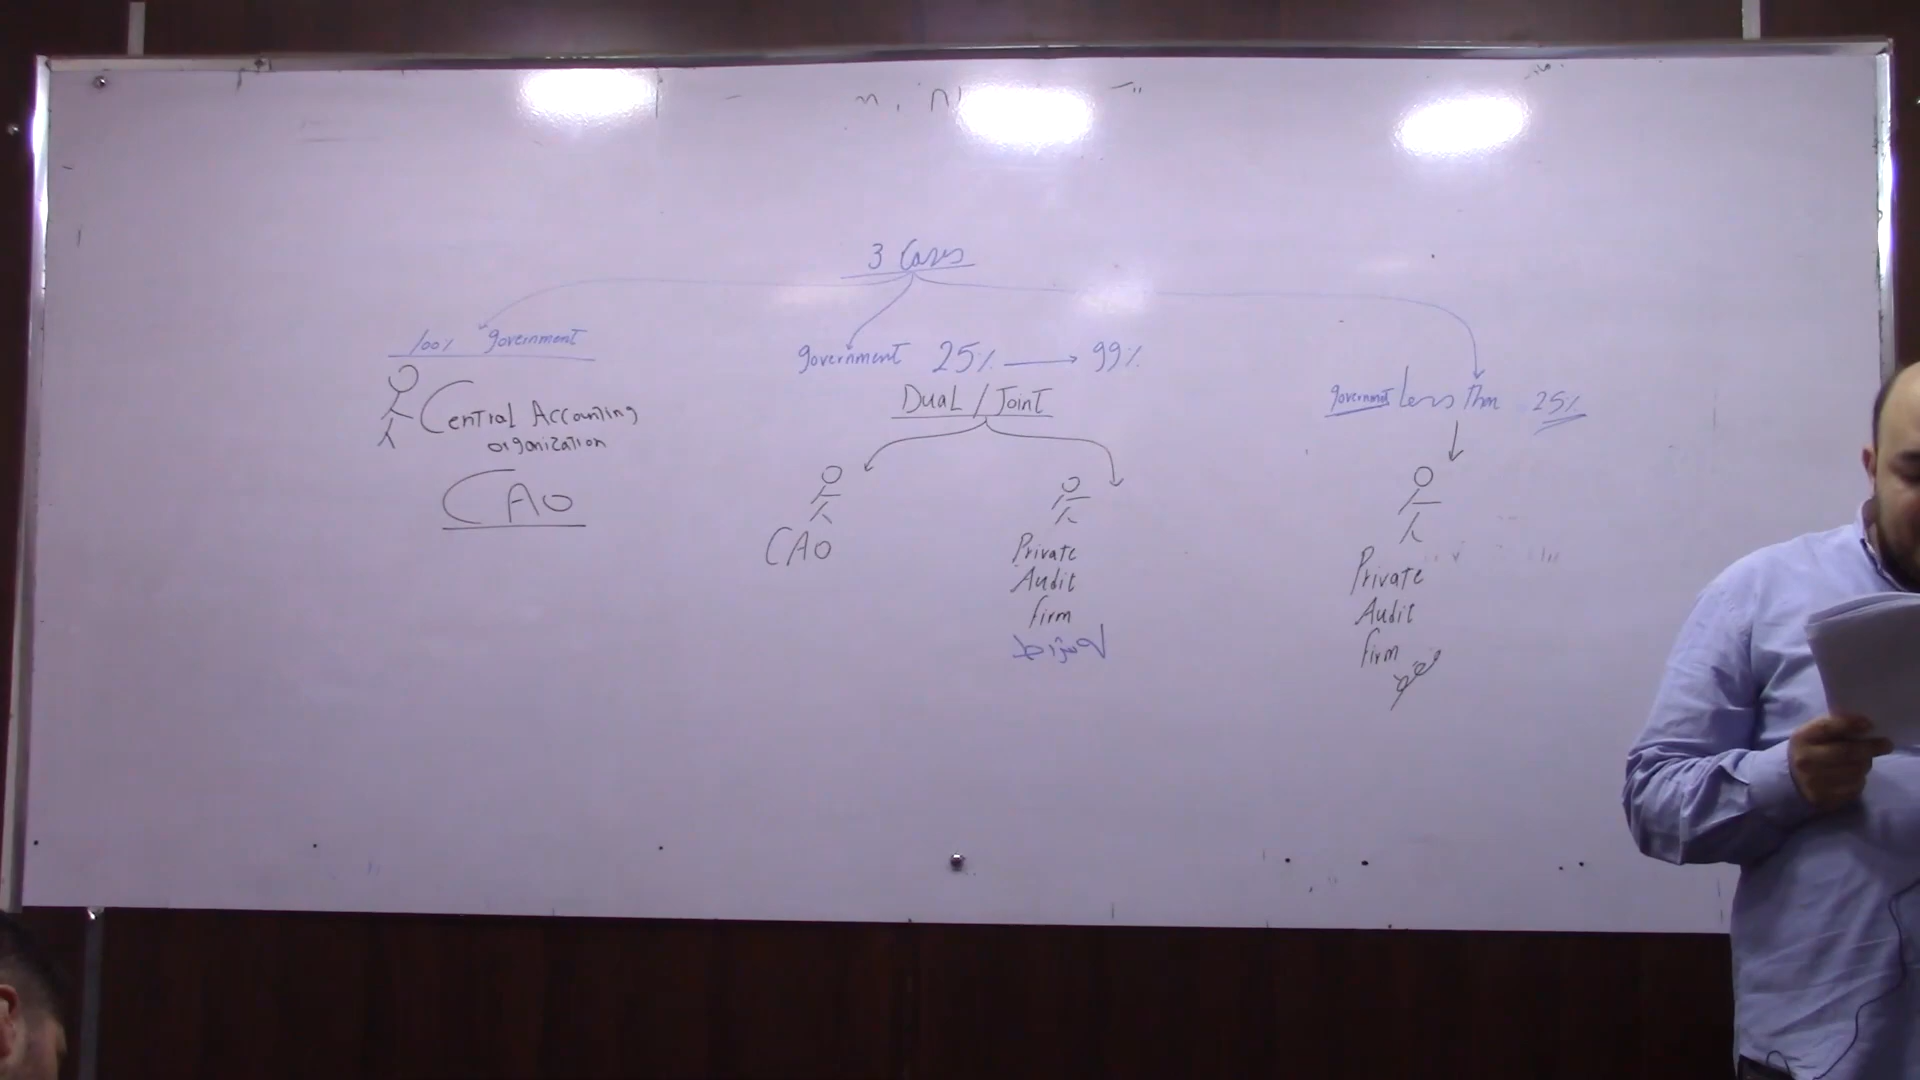 3 Cases
100% government
Central Accounting
organization
CAO
government 25% → 99%
Dual / Joint
CAO
Private
Audit
firm
government Less than 25%
Private
Audit
firm